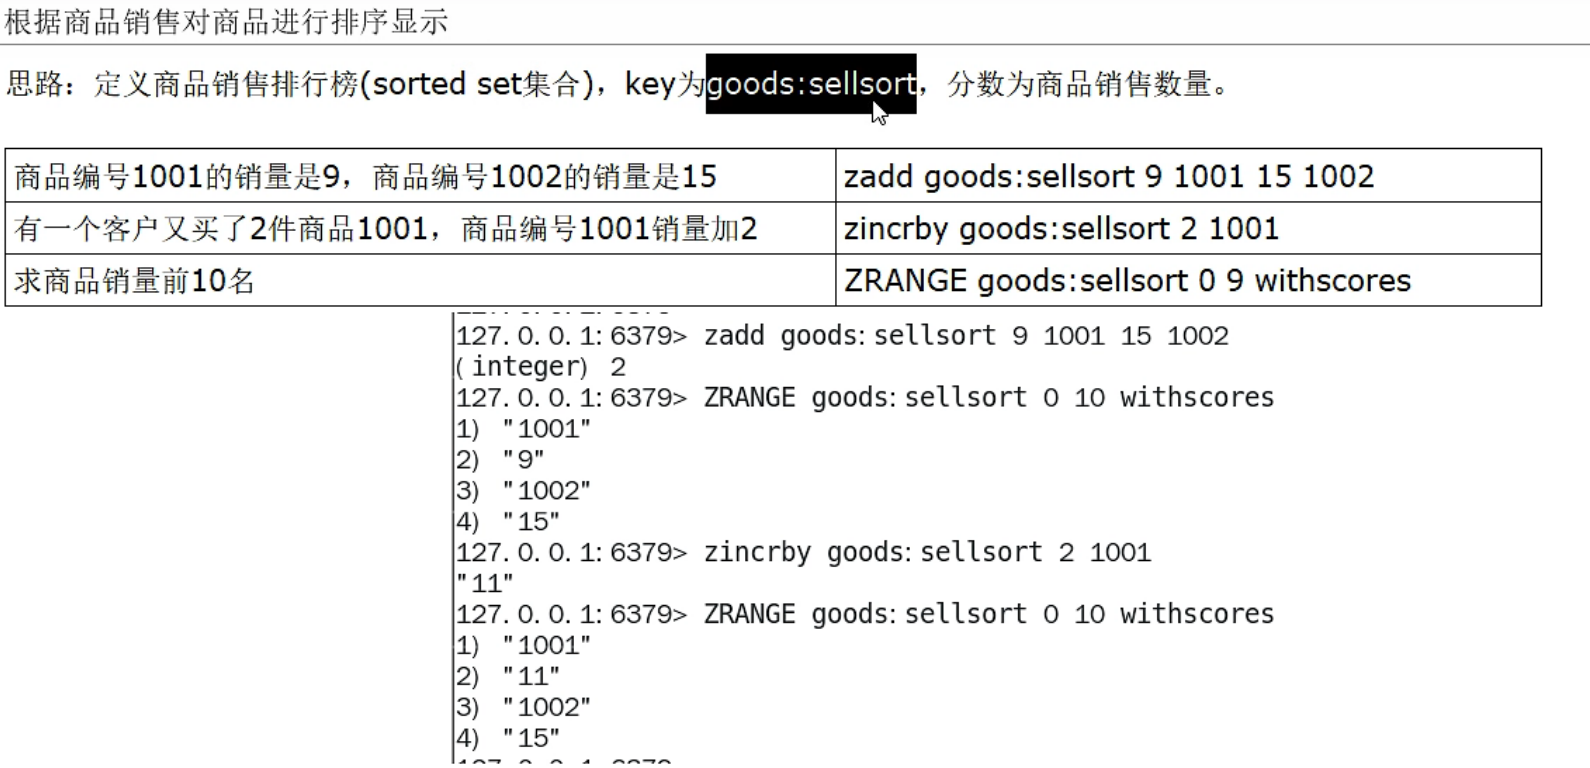 根据商品销售对商品进行排序显示
思路：定义商品销售排行榜(sorted set集合)，key为goods:sellsort，分数为商品销售数量。
商品编号1001的销量是9，商品编号1002的销量是15 zadd goods:sellsort 9 1001 15 1002
有一个客户又买了2件商品1001，商品编号1001销量加2 zincrby goods:sellsort 2 1001
求商品销量前10名 ZRANGE goods:sellsort 0 9 withscores
127.0.0.1:6379> zadd goods:sellsort 9 1001 15 1002
(integer) 2
127.0.0.1:6379> ZRANGE goods:sellsort 0 10 withscores
1) "1001"
2) "9"
3) "1002"
4) "15"
127.0.0.1:6379> zincrby goods:sellsort 2 1001
"11"
127.0.0.1:6379> ZRANGE goods:sellsort 0 10 withscores
1) "1001"
2) "11"
3) "1002"
4) "15"